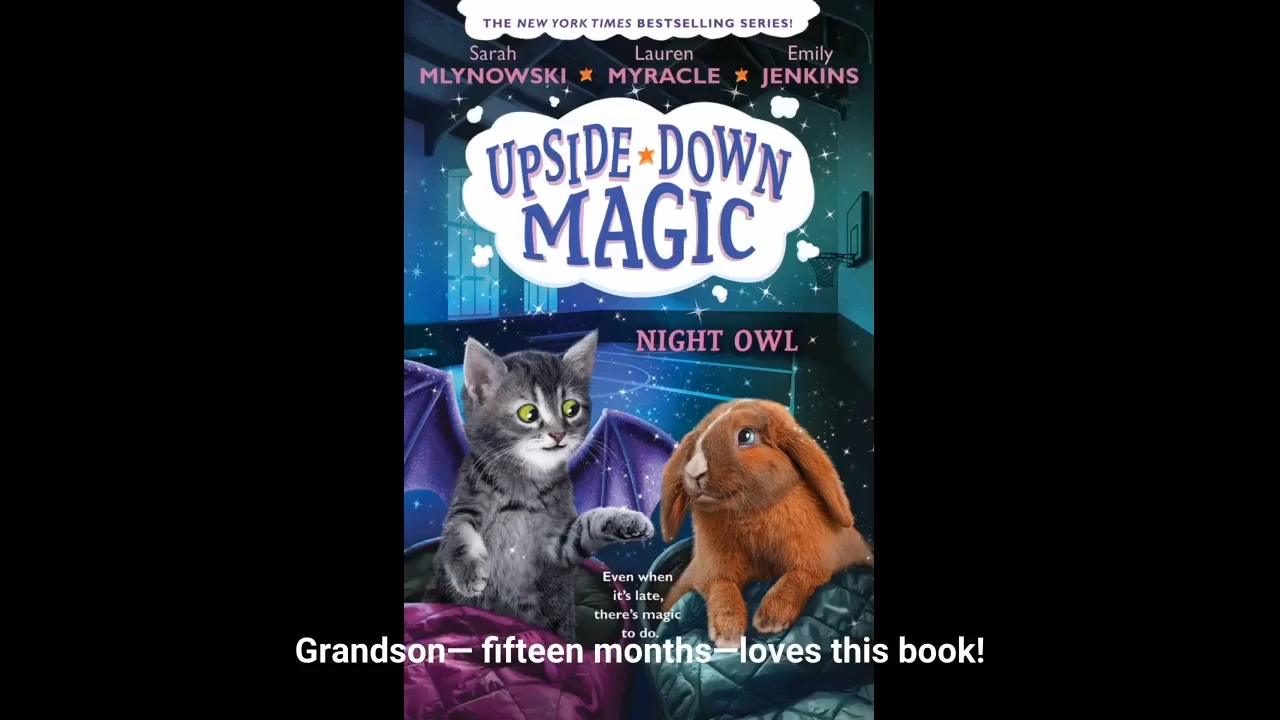 THE NEW YORK TIMES BESTSELLING SERIES!
Sarah Lauren Emily
MLYNOWSKI MYRACLE JENKINS
UPSIDE DOWN
MAGIC
NIGHT OWL
Even when
it's late,
there's magic
to do.
Grandson— fifteen months—loves this book!